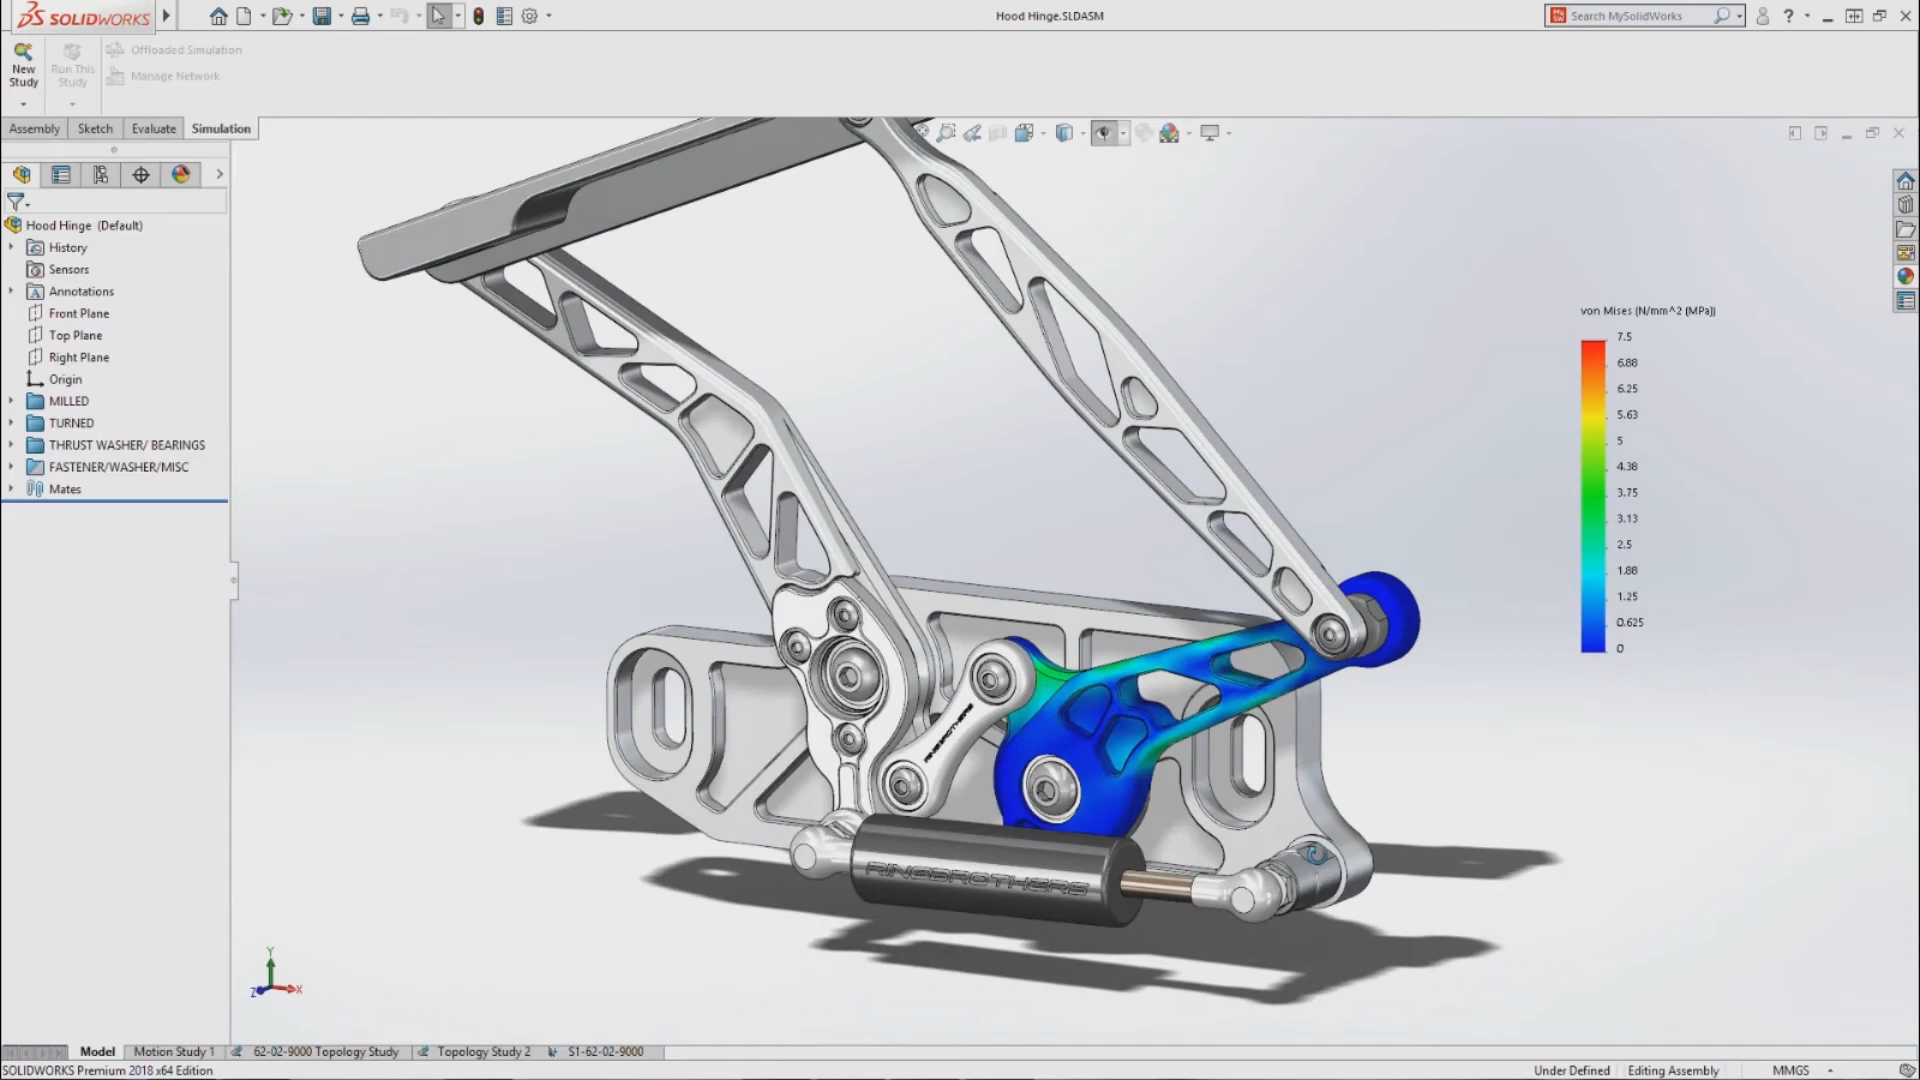 SOLIDWORKS
Hood Hinge.SLDASM
Search MySolidWorks
?
New
Study
Run This
Study
Offloaded Simulation
Manage Network
Assembly
Sketch
Evaluate
Simulation
Hood Hinge (Default)
History
Sensors
Annotations
Front Plane
Top Plane
Right Plane
Origin
MILLED
TURNED
THRUST WASHER/ BEARINGS
FASTENER/WASHER/MISC
Mates
von Mises (N/mm^2 (MPa))
7.5
6.88
6.25
5.63
5
4.38
3.75
3.13
2.5
1.88
1.25
0.625
0
RINGBROTHERS
RINGBROTHERS
Y
Z
X
Model
Motion Study 1
62-02-9000 Topology Study
Topology Study 2
S1-62-02-9000
SOLIDWORKS Premium 2018 x64 Edition
Under Defined
Editing Assembly
MMGS